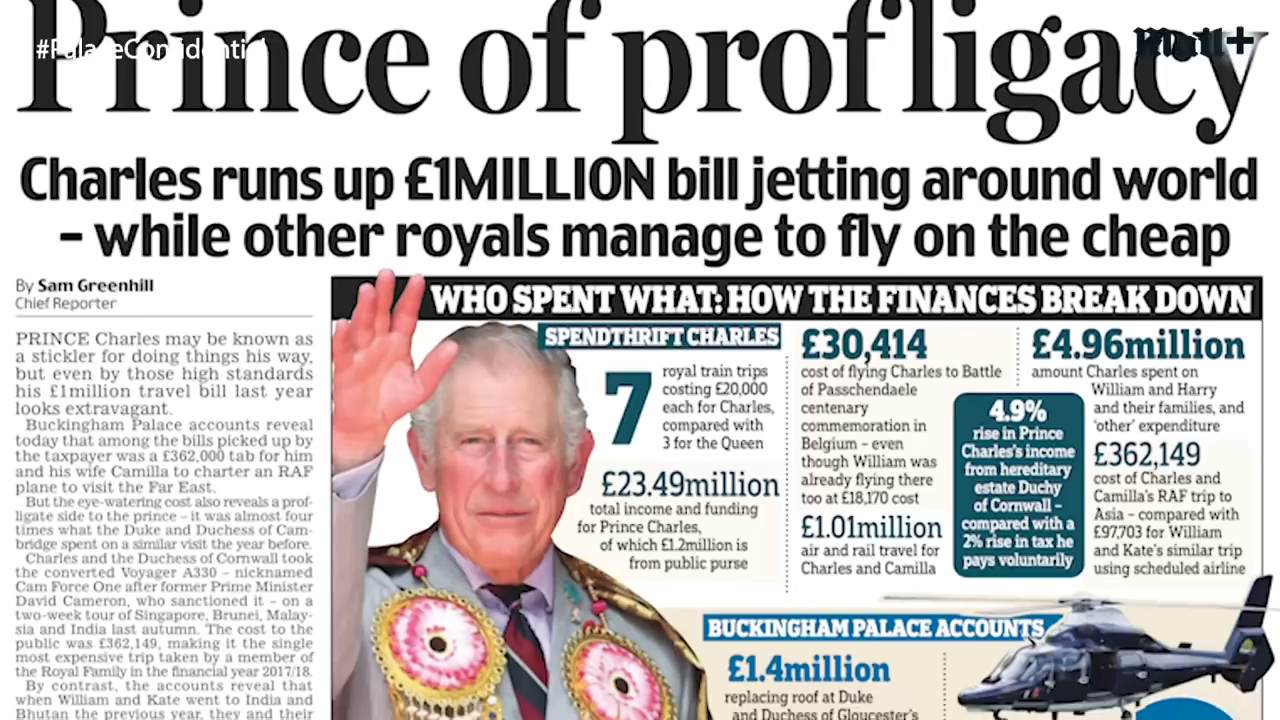 #PalaceConfidential
Mail+
Prince of profligacy
Charles runs up £1MILLION bill jetting around world
– while other royals manage to fly on the cheap
By Sam Greenhill
Chief Reporter
PRINCE Charles may be known as
a stickler for doing things his way,
but even by those high standards
his £1million travel bill last year
looks extravagant.
Buckingham Palace accounts reveal
today that among the bills picked up by
the taxpayer was a £362,000 tab for him
and his wife Camilla to charter an RAF
plane to visit the Far East.
But the eye-watering cost also reveals a prof-
ligate side to the prince – it was almost four
times what the Duke and Duchess of Cam-
bridge spent on a similar visit the year before.
Charles and the Duchess of Cornwall took
the converted Voyager A330 – nicknamed
Cam Force One after former Prime Minister
David Cameron, who sanctioned it – on a
two-week tour of Singapore, Brunei, Malay-
sia and India last autumn. The cost to the
public was £362,149, making it the single
most expensive trip taken by a member of
the Royal Family in the financial year 2017/18.
By contrast, the accounts reveal that
when William and Kate went to India and
Bhutan the previous year, they and their
WHO SPENT WHAT: HOW THE FINANCES BREAK DOWN
SPENDTHRIFT CHARLES
7
royal train trips
costing £20,000
each for Charles,
compared with
3 for the Queen
£23.49million
total income and funding
for Prince Charles,
of which £1.2million is
from public purse
£30,414
cost of flying Charles to Battle
of Passchendaele
centenary
commemoration in
Belgium – even
though William was
already flying there
too at £18,170 cost
£1.01million
air and rail travel for
Charles and Camilla
4.9%
rise in Prince
Charles's income
from hereditary
estate Duchy
of Cornwall –
compared with a
2% rise in tax he
pays voluntarily
£4.96million
amount Charles spent on
William and Harry
and their families, and
'other' expenditure
£362,149
cost of Charles and
Camilla's RAF trip to
Asia – compared with
£97,703 for William
and Kate's similar trip
using scheduled airline
BUCKINGHAM PALACE ACCOUNTS
£1.4million
replacing roof at Duke
and Duchess of Gloucester's